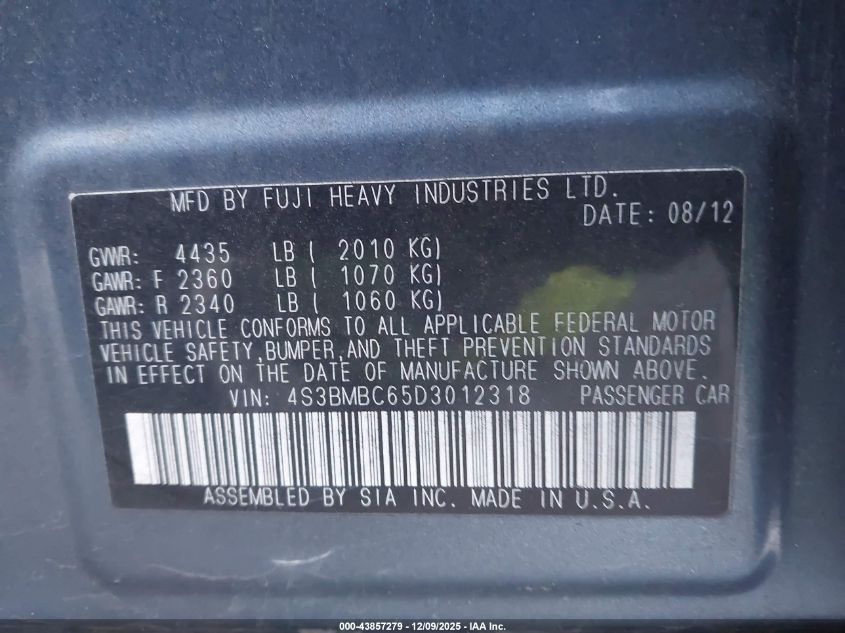 MFD BY FUJI HEAVY INDUSTRIES LTD.
DATE: 08/12
GVWR: 4435 LB ( 2010 KG)
GAWR: F 2360 LB ( 1070 KG)
GAWR: R 2340 LB ( 1060 KG)
THIS VEHICLE CONFORMS TO ALL APPLICABLE FEDERAL MOTOR
VEHICLE SAFETY, BUMPER, AND THEFT PREVENTION STANDARDS
IN EFFECT ON THE DATE OF MANUFACTURE SHOWN ABOVE.
VIN: 4S3BMBC65D3012318 PASSENGER CAR
ASSEMBLED BY SIA INC. MADE IN U.S.A.
000-43857279 - 12/09/2025 - IAA Inc.